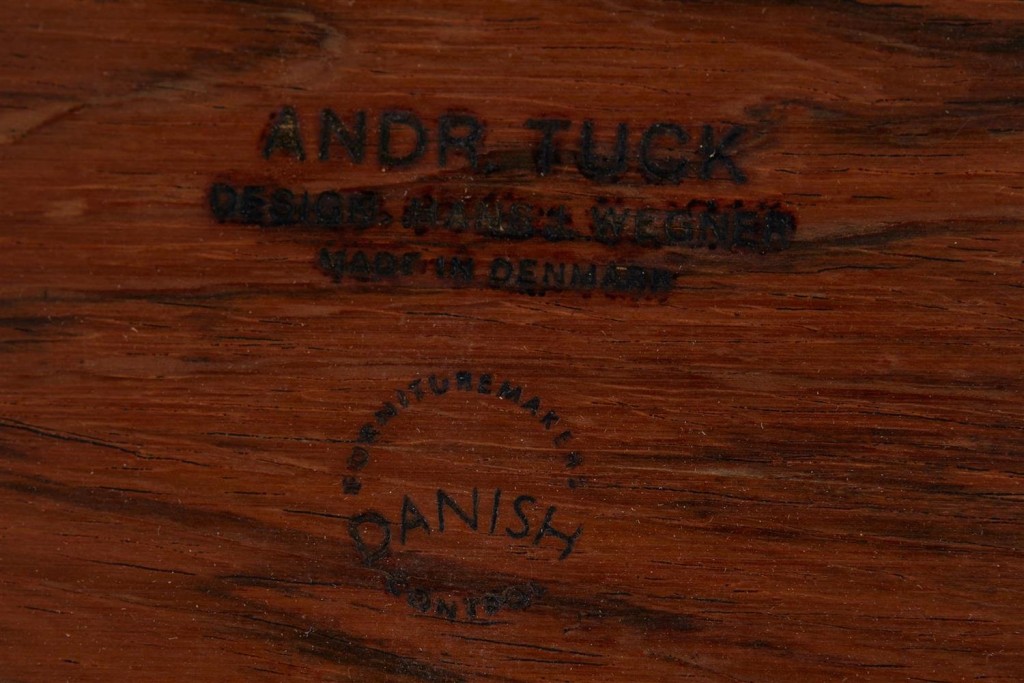 ANDR. TUCK
DESIGN. HANS J. WEGNER
MADE IN DENMARK
FURNITUREMAKERS
DANISH
CONTROL